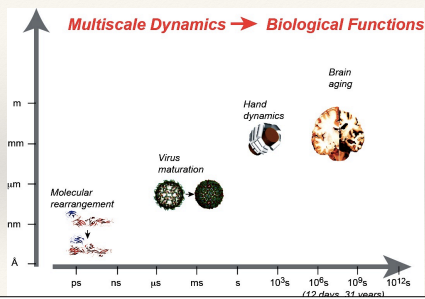 Multiscale Dynamics → Biological Functions
Brain
aging
Hand
dynamics
Virus
maturation
Molecular
rearrangement
m
mm
μm
nm
Å
ps ns μs ms s 10³s 10⁶s 10⁹s 10¹²s
(12 days, 31 years)